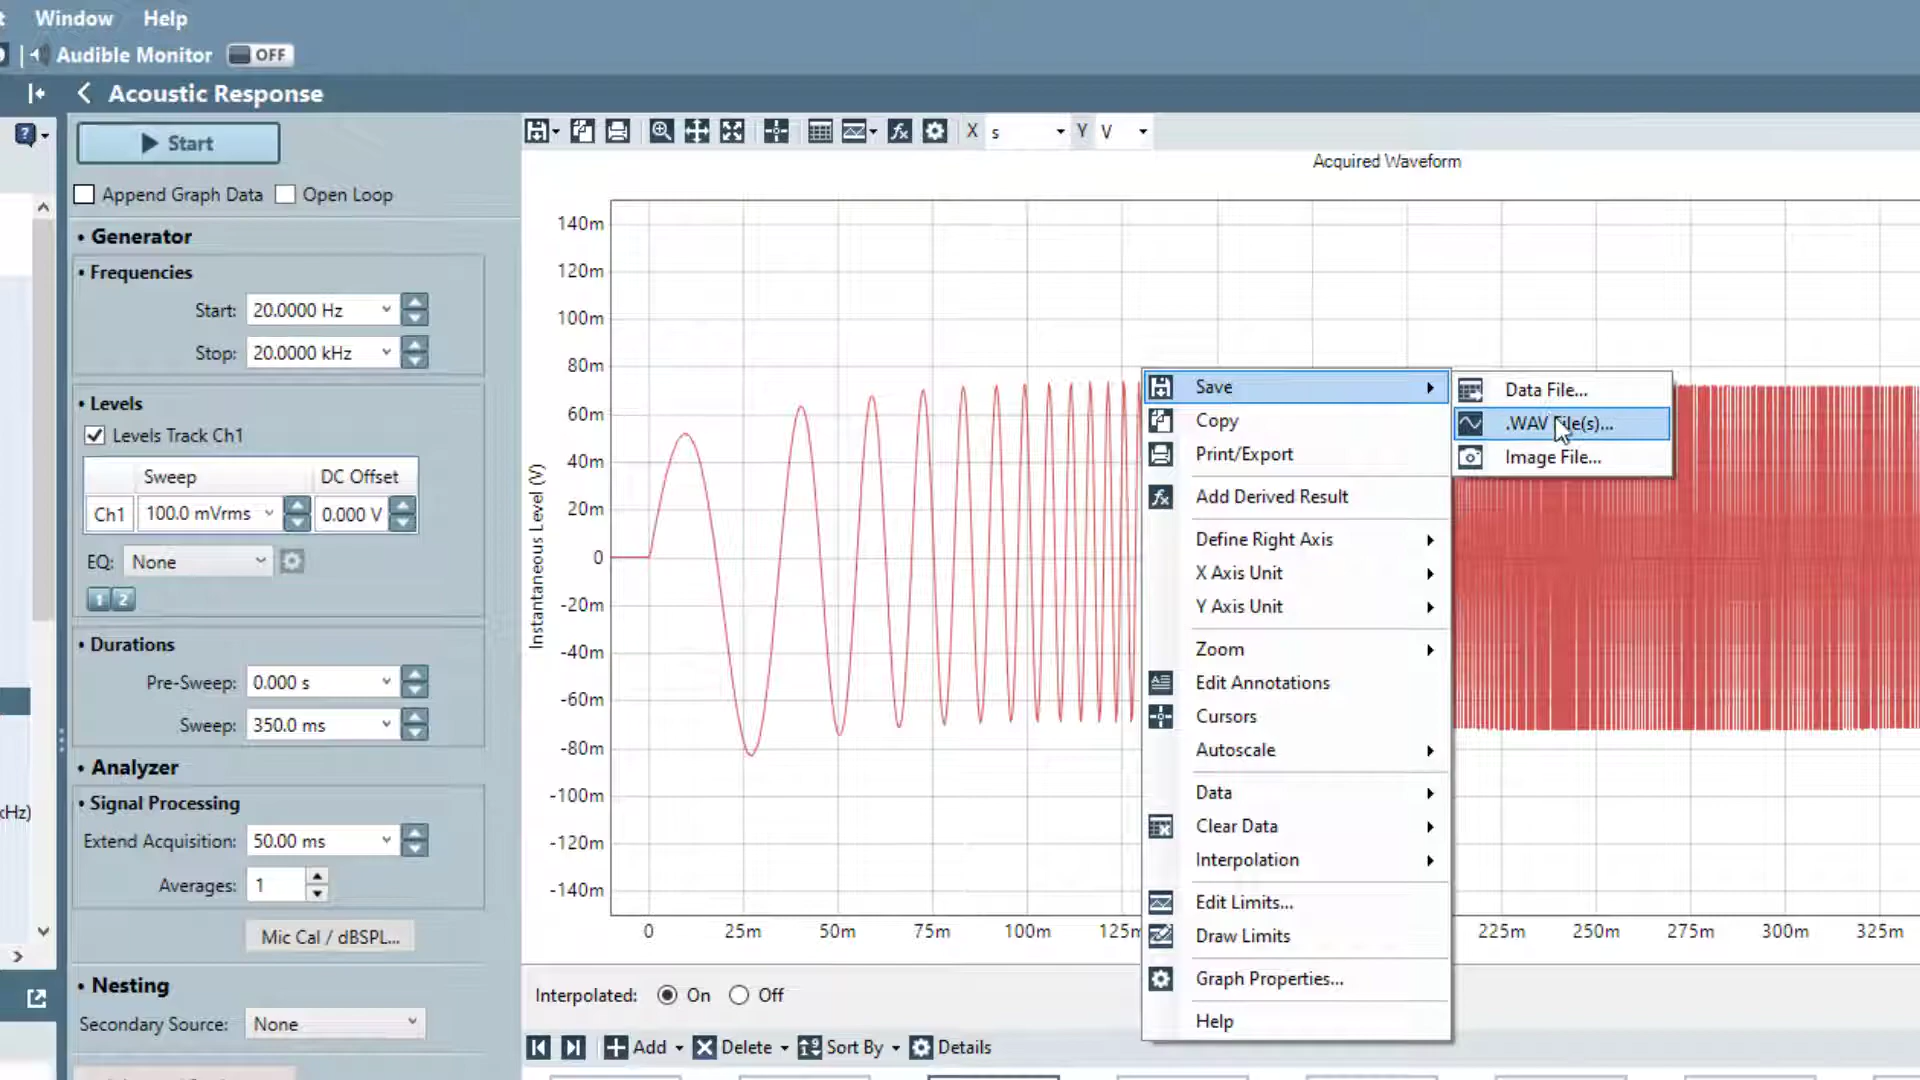 Window Help
Audible Monitor OFF
Acoustic Response
Start
X s Y V
Acquired Waveform
Append Graph Data Open Loop
Generator
Frequencies
Start: 20.0000 Hz
Stop: 20.0000 kHz
Levels
Levels Track Ch1
Sweep DC Offset
Ch1 100.0 mVrms 0.000 V
EQ: None
1 2
Durations
Pre-Sweep: 0.000 s
Sweep: 350.0 ms
Analyzer
Signal Processing
Extend Acquisition: 50.00 ms
Averages: 1
Mic Cal / dBSPL...
Nesting
Secondary Source: None
kHz)
Instantaneous Level (V)
140m
120m
100m
80m
60m
40m
20m
0
-20m
-40m
-60m
-80m
-100m
-120m
-140m
0 25m 50m 75m 100m 125m 225m 250m 275m 300m 325m
Save
Copy
Print/Export
Add Derived Result
Define Right Axis
X Axis Unit
Y Axis Unit
Zoom
Edit Annotations
Cursors
Autoscale
Data
Clear Data
Interpolation
Edit Limits...
Draw Limits
Graph Properties...
Help
Data File...
.WAV File(s)...
Image File...
Interpolated: On Off
Add Delete Sort By Details